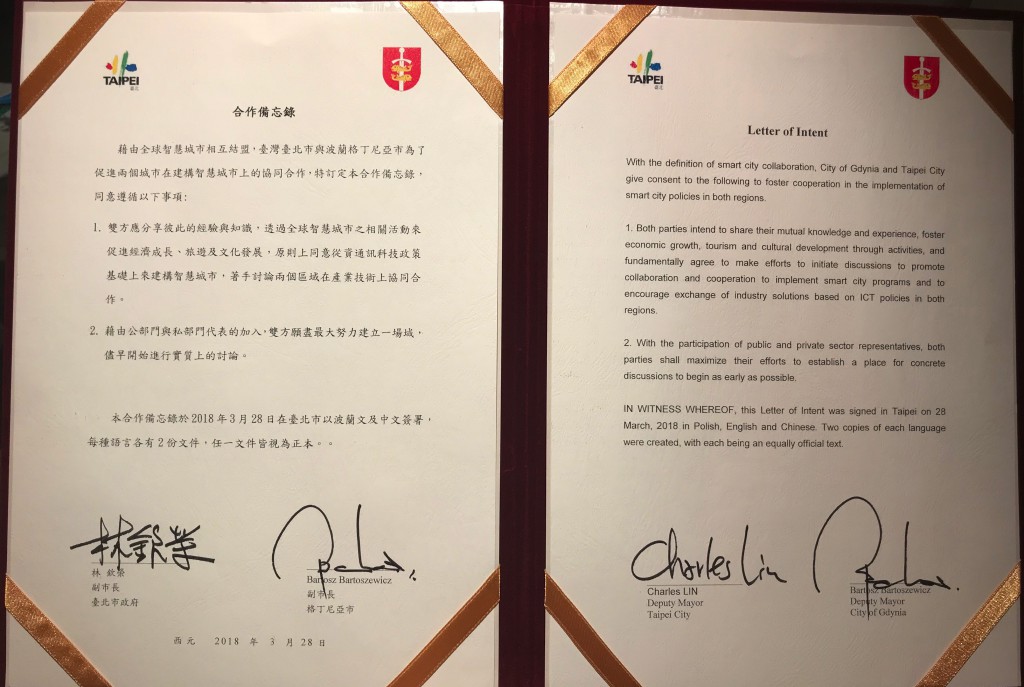 TAIPEI
臺北
合作備忘錄
藉由全球智慧城市相互結盟，臺灣臺北市與波蘭格丁尼亞市為了
促進兩個城市在建構智慧城市上的協同合作，特訂定本合作備忘錄，
同意遵循以下事項:
1. 雙方應分享彼此的經驗與知識，透過全球智慧城市之相關活動來
促進經濟成長、旅遊及文化發展，原則上同意從資通訊科技政策
基礎上來建構智慧城市，著手討論兩個區域在產業技術上協同合
作。
2. 藉由公部門與私部門代表的加入，雙方願盡最大努力建立一場域，
儘早開始進行實質上的討論。
本合作備忘錄於2018年3月28日在臺北市以波蘭文及中文簽署，
每種語言各有2份文件，任一文件皆視為正本。。
林欽榮
林 欽榮
副市長
臺北市政府
Bartosz Bartoszewicz
副市長
格丁尼亞市
西元 2018 年 3 月 28 日
TAIPEI
臺北
Letter of Intent
With the definition of smart city collaboration, City of Gdynia and Taipei City
give consent to the following to foster cooperation in the implementation of
smart city policies in both regions.
1. Both parties intend to share their mutual knowledge and experience, foster
economic growth, tourism and cultural development through activities, and
fundamentally agree to make efforts to initiate discussions to promote
collaboration and cooperation to implement smart city programs and to
encourage exchange of industry solutions based on ICT policies in both
regions.
2. With the participation of public and private sector representatives, both
parties shall maximize their efforts to establish a place for concrete
discussions to begin as early as possible.
IN WITNESS WHEREOF, this Letter of Intent was signed in Taipei on 28
March, 2018 in Polish, English and Chinese. Two copies of each language
were created, with each being an equally official text.
Charles Lin
Charles LIN
Deputy Mayor
Taipei City
Bartosz Bartoszewicz
Deputy Mayor
City of Gdynia